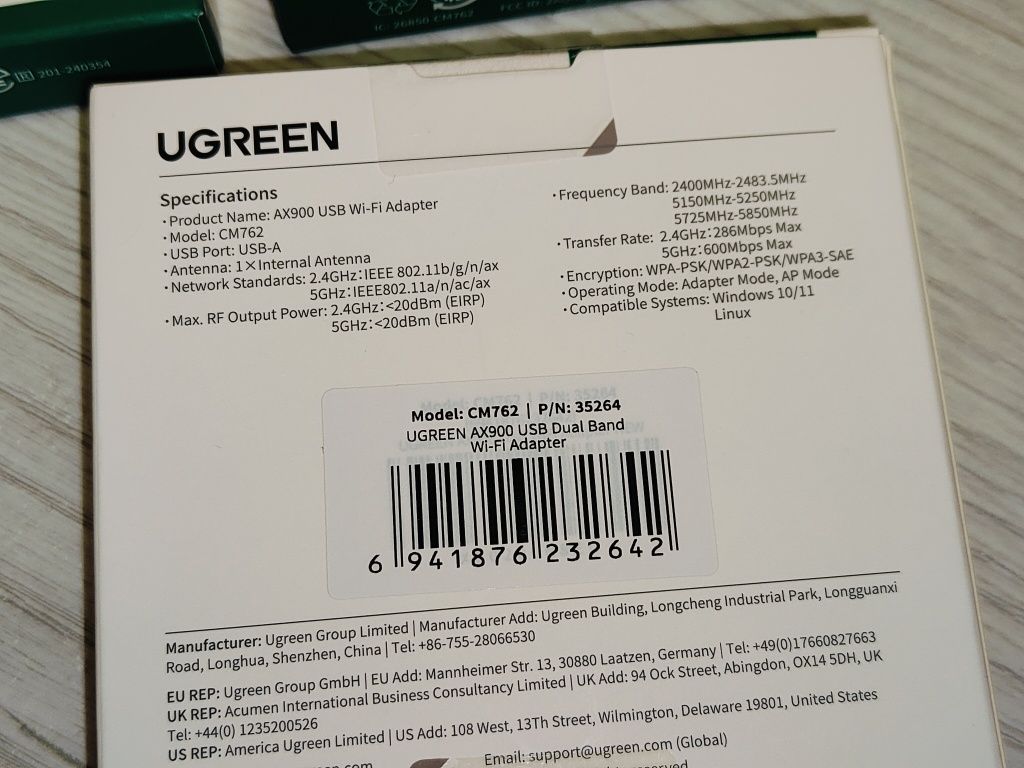 201-240354
IC: 26850 CM762
FCC ID:
UGREEN
Specifications
·Product Name: AX900 USB Wi-Fi Adapter
·Model: CM762
·USB Port: USB-A
·Antenna: 1×Internal Antenna
·Network Standards: 2.4GHz:IEEE 802.11b/g/n/ax
5GHz:IEEE802.11a/n/ac/ax
·Max. RF Output Power: 2.4GHz:<20dBm (EIRP)
5GHz:<20dBm (EIRP)
·Frequency Band: 2400MHz-2483.5MHz
5150MHz-5250MHz
5725MHz-5850MHz
·Transfer Rate: 2.4GHz:286Mbps Max
5GHz:600Mbps Max
·Encryption: WPA-PSK/WPA2-PSK/WPA3-SAE
·Operating Mode: Adapter Mode, AP Mode
·Compatible Systems: Windows 10/11
Linux
Model: CM762 | P/N: 35264
UGREEN AX900 USB Dual Band
Wi-Fi Adapter
6 941876 232642
Manufacturer: Ugreen Group Limited | Manufacturer Add: Ugreen Building, Longcheng Industrial Park, Longguanxi
Road, Longhua, Shenzhen, China | Tel: +86-755-28066530
EU REP: Ugreen Group GmbH | EU Add: Mannheimer Str. 13, 30880 Laatzen, Germany | Tel: +49(0)17660827663
UK REP: Acumen International Business Consultancy Limited | UK Add: 94 Ock Street, Abingdon, OX14 5DH, UK
Tel: +44(0) 1235200526
US REP: America Ugreen Limited | US Add: 108 West, 13Th Street, Wilmington, Delaware 19801, United States
Email: support@ugreen.com (Global)
reserved